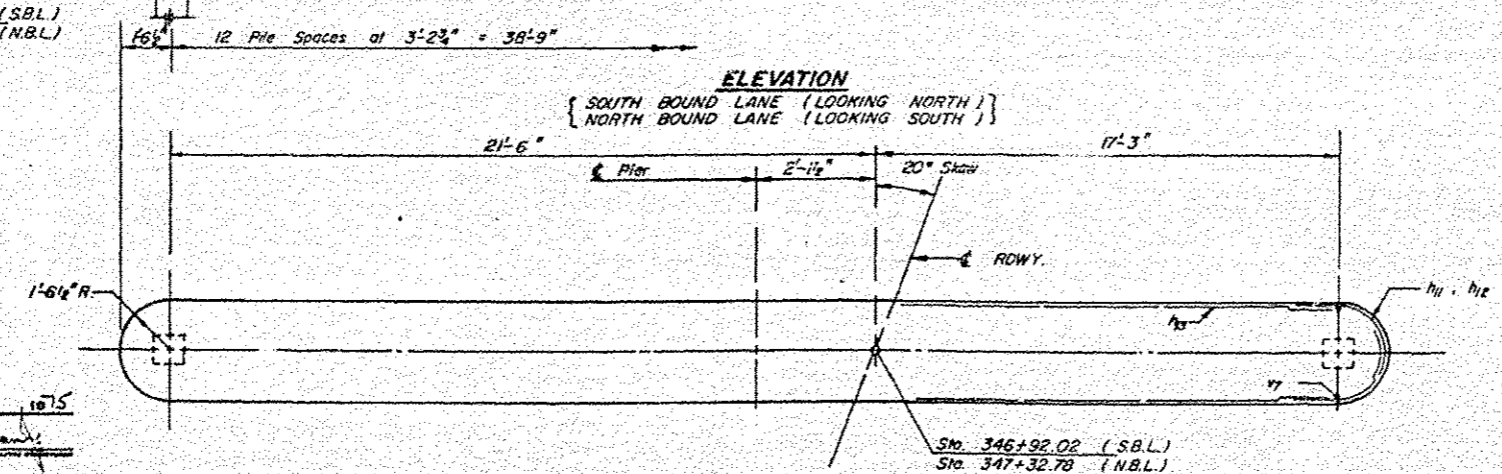 (S.B.L.)
(N.B.L.)
1'-6½"
12 Pile Spaces at 3'-2¾" = 38'-9"
ELEVATION
{ SOUTH BOUND LANE (LOOKING NORTH) }
{ NORTH BOUND LANE (LOOKING SOUTH) }
21'-6"
17'-3"
℄ Pier
2'-1½"
20° Skew
℄ RDWY.
1'-6½" R.
h11 , h12
h13
v7
Sta. 346+92.02 (S.B.L.)
Sta. 347+32.78 (N.B.L.)